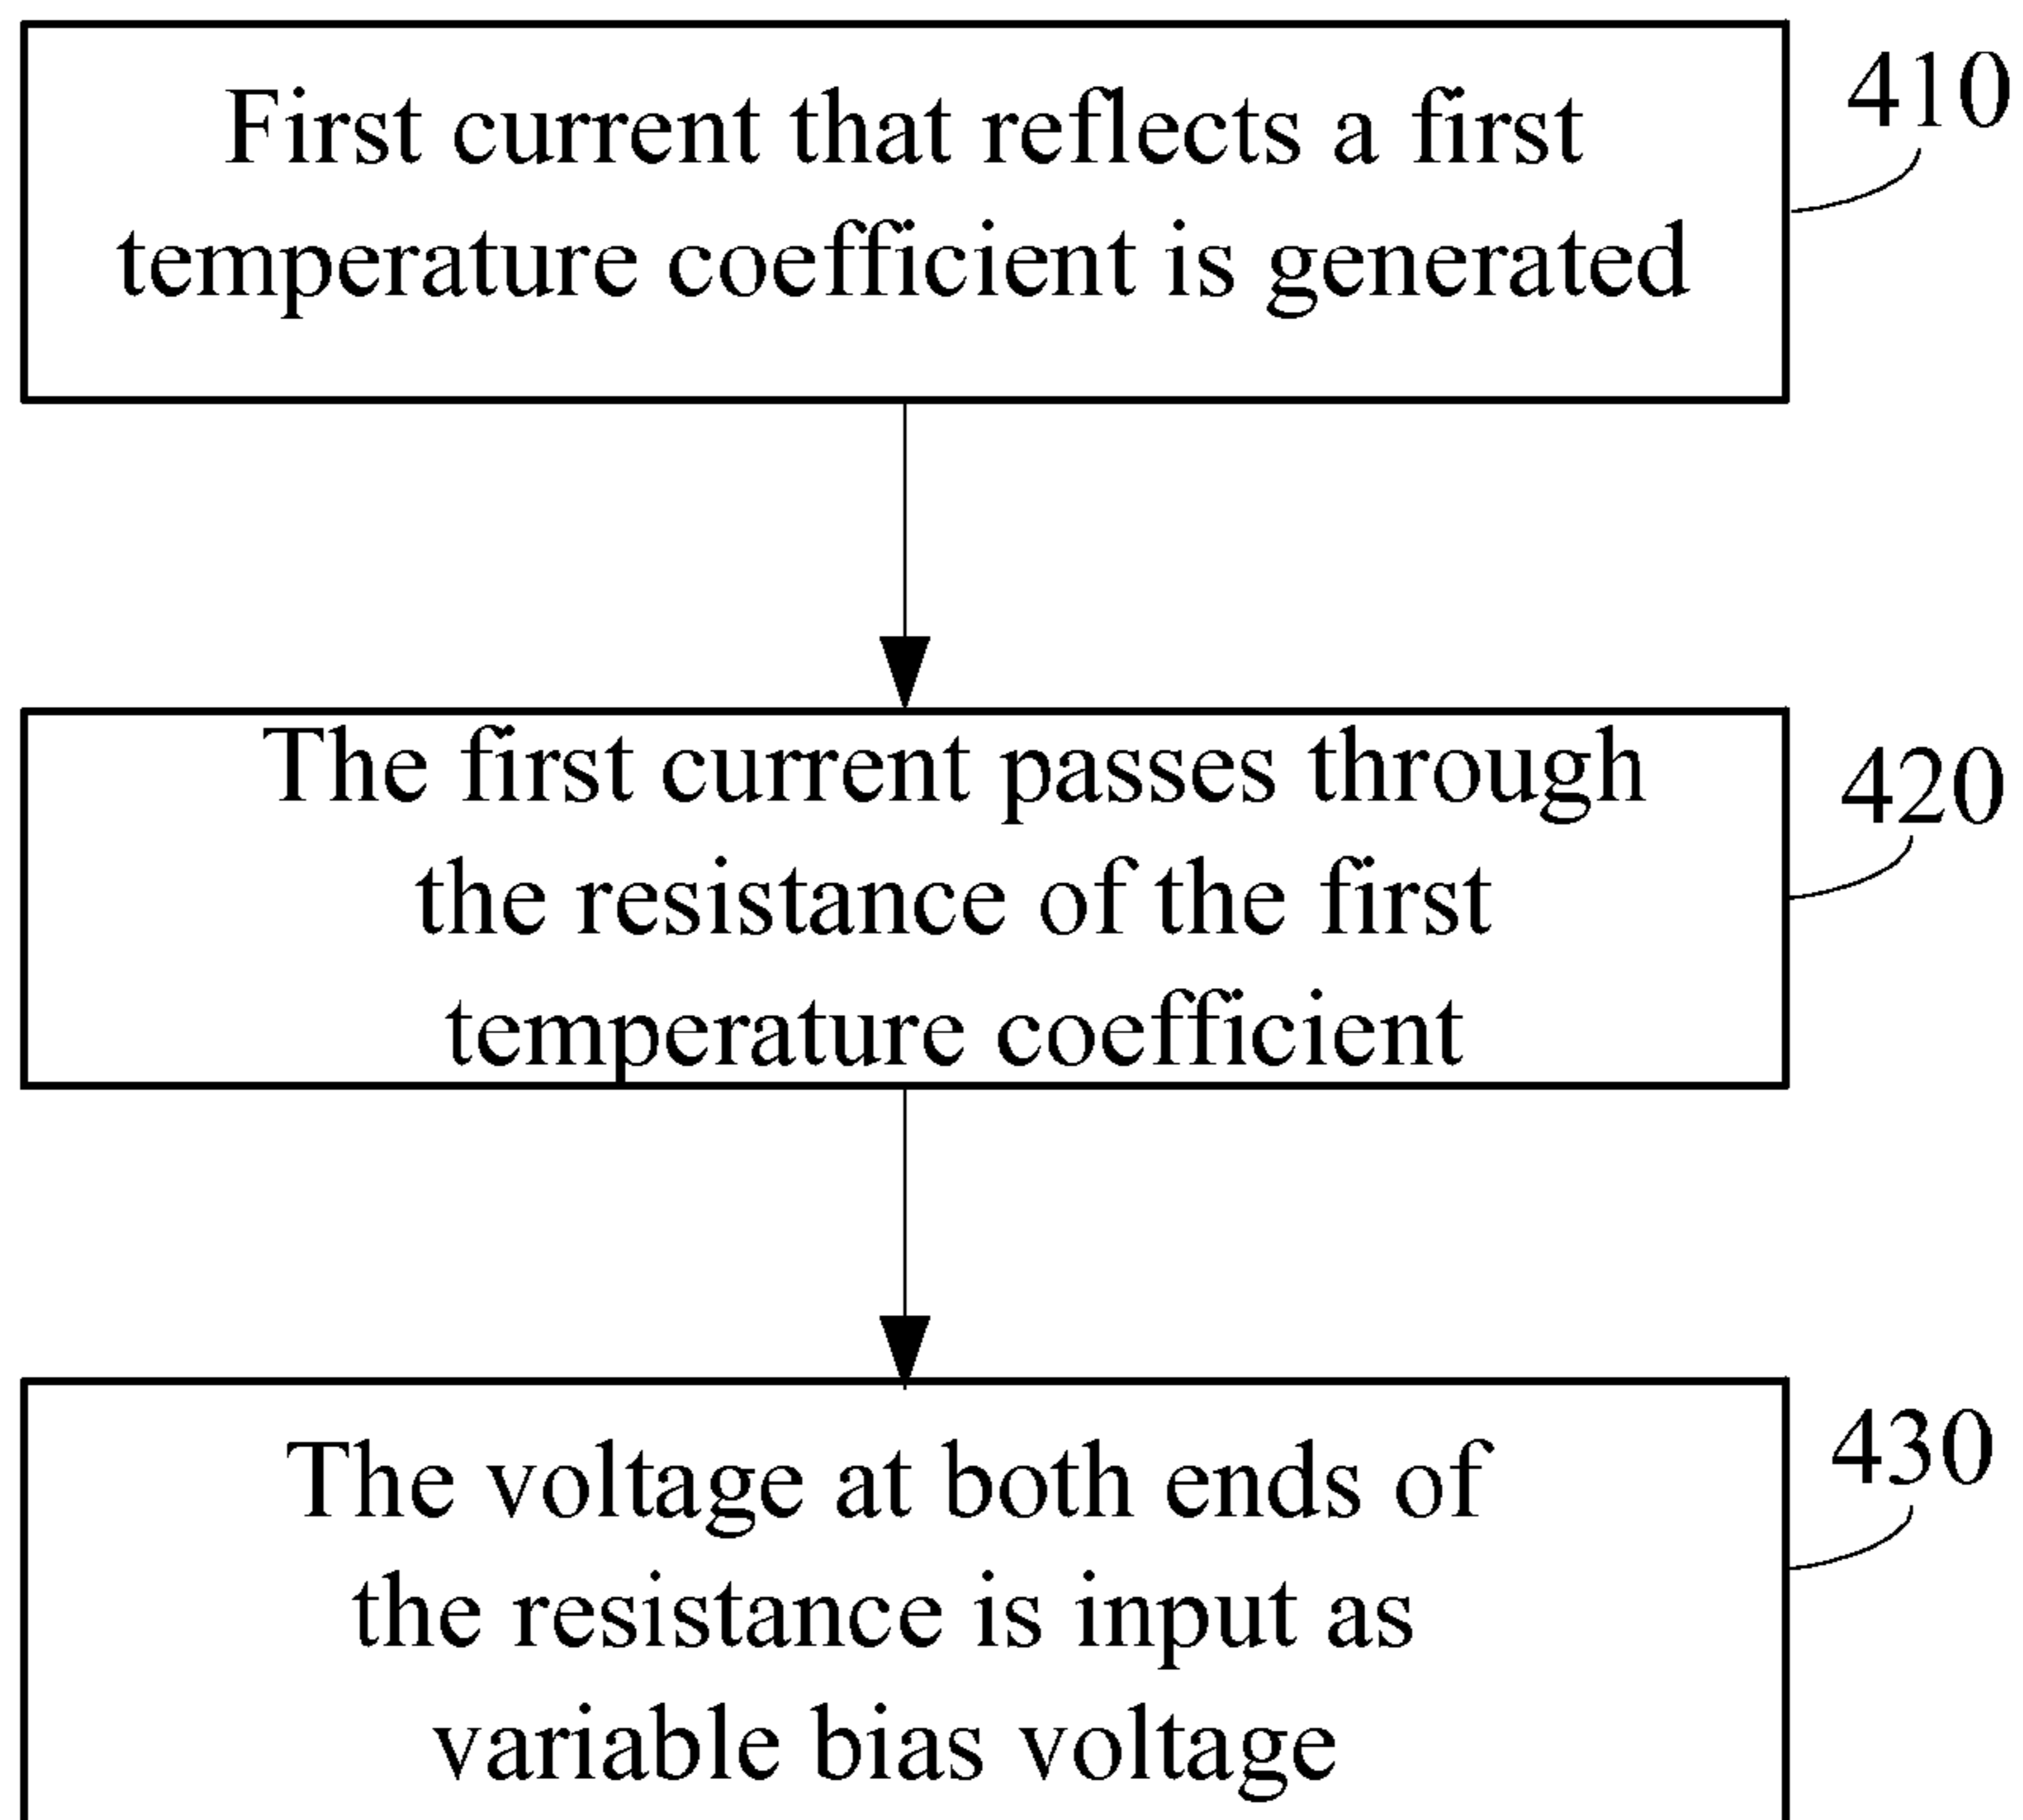 First current that reflects a first
temperature coefficient is generated
410
The first current passes through
the resistance of the first
temperature coefficient
420
The voltage at both ends of
the resistance is input as
variable bias voltage
430